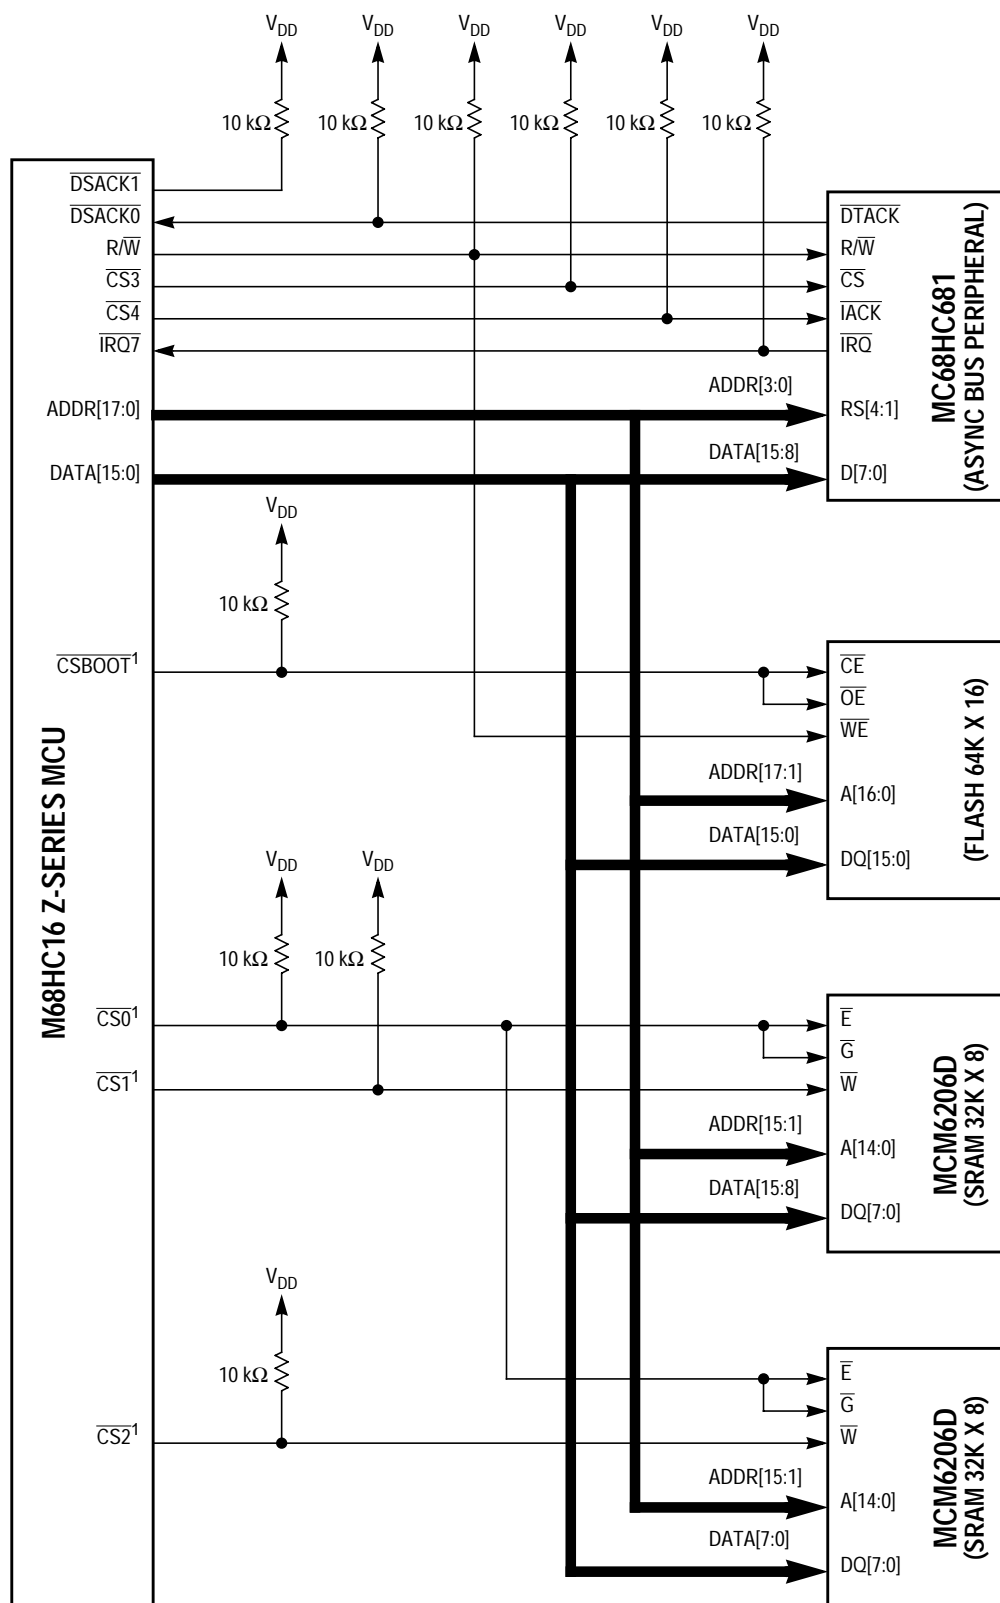 VDD VDD VDD VDD VDD VDD
10 kΩ 10 kΩ 10 kΩ 10 kΩ 10 kΩ 10 kΩ
DSACK1
DSACK0 DTACK
R/W R/W
CS3 CS
CS4 IACK
IRQ7 IRQ
ADDR[3:0]
ADDR[17:0] RS[4:1]
DATA[15:8]
DATA[15:0] D[7:0]
MC68HC681
(ASYNC BUS PERIPHERAL)
VDD
10 kΩ
CSBOOT1 CE
OE
WE
ADDR[17:1]
A[16:0]
DATA[15:0]
DQ[15:0]
(FLASH 64K X 16)
M68HC16 Z-SERIES MCU
VDD VDD
10 kΩ 10 kΩ
CS01 E
G
CS11 W
ADDR[15:1]
A[14:0]
DATA[15:8]
DQ[7:0]
MCM6206D
(SRAM 32K X 8)
VDD
10 kΩ
E
G
CS21 W
ADDR[15:1]
A[14:0]
DATA[7:0]
DQ[7:0]
MCM6206D
(SRAM 32K X 8)